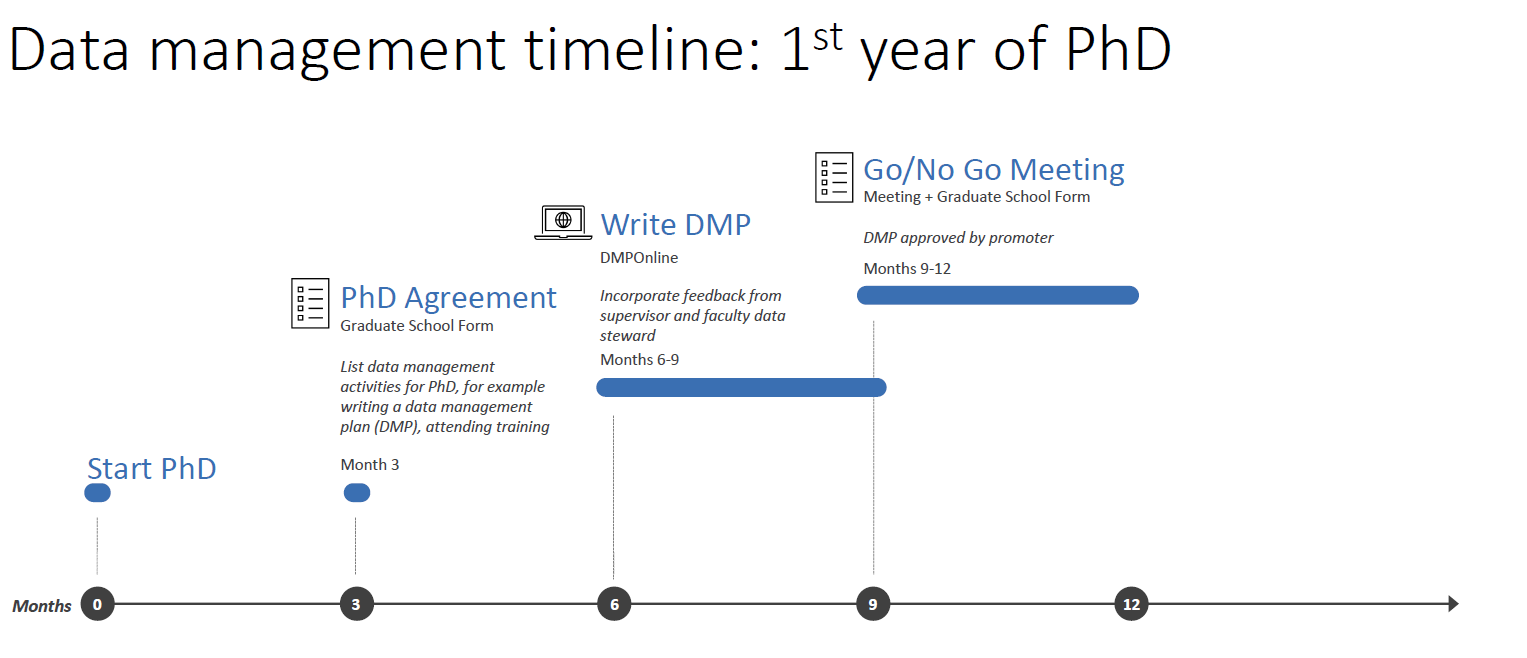 Data management timeline: 1st year of PhD
Go/No Go Meeting
Meeting + Graduate School Form
DMP approved by promoter
Months 9-12
Write DMP
DMPOnline
Incorporate feedback from
supervisor and faculty data
steward
Months 6-9
PhD Agreement
Graduate School Form
List data management
activities for PhD, for example
writing a data management
plan (DMP), attending training
Month 3
Start PhD
Months 0 3 6 9 12